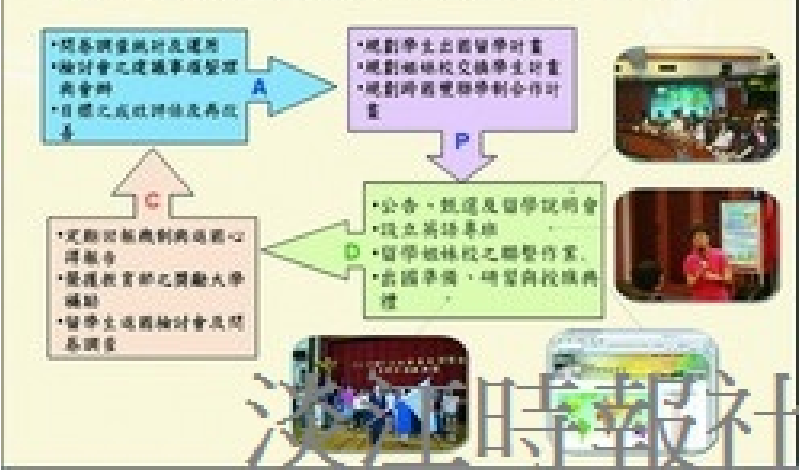 •問卷調查統計及運用
•檢討會之建議事項整理
與會辦
•目標之成效評估及再改
善
A
•規劃學生出國留學計畫
•規劃姐妹校交換學生計畫
•規劃跨國雙聯學制合作計
畫
P
•公告、甄選及留學說明會
•設立英語專班
•留學姐妹校之聯繫作業、
出國準備、研習與授旗典
禮
D
•定期回報機制與返國心
得報告
•榮獲教育部之獎勵大學
補助
•留學生返國檢討會及問
卷調查
C
淡江時報社